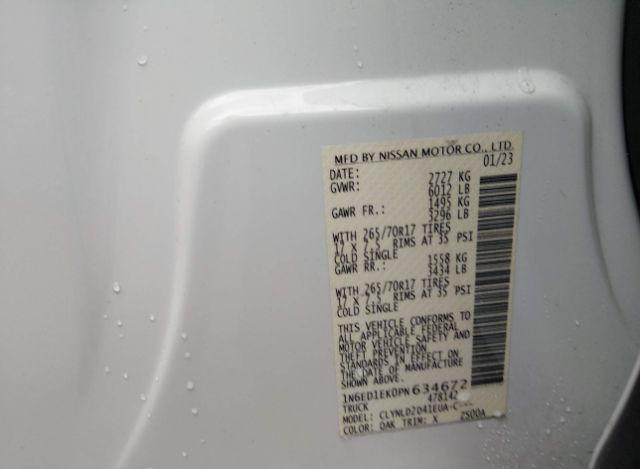 MFD BY NISSAN MOTOR CO., LTD.
DATE: 01/23
GVWR: 2727 KG
6012 LB
GAWR FR.: 1495 KG
3296 LB
WITH 265/70R17 TIRES
17 X 7.5 RIMS AT 35 PSI
COLD SINGLE
GAWR RR.: 1558 KG
3434 LB
WITH 265/70R17 TIRES
17 X 7.5 RIMS AT 35 PSI
COLD SINGLE
THIS VEHICLE CONFORMS TO
ALL APPLICABLE FEDERAL
MOTOR VEHICLE SAFETY AND
THEFT PREVENTION
STANDARDS IN EFFECT ON
THE DATE OF MANUFACTURE
SHOWN ABOVE.
1N6ED1EK0PN634672
TRUCK 478142
MODEL:
COLOR: QAK TRIM: X 2S00A